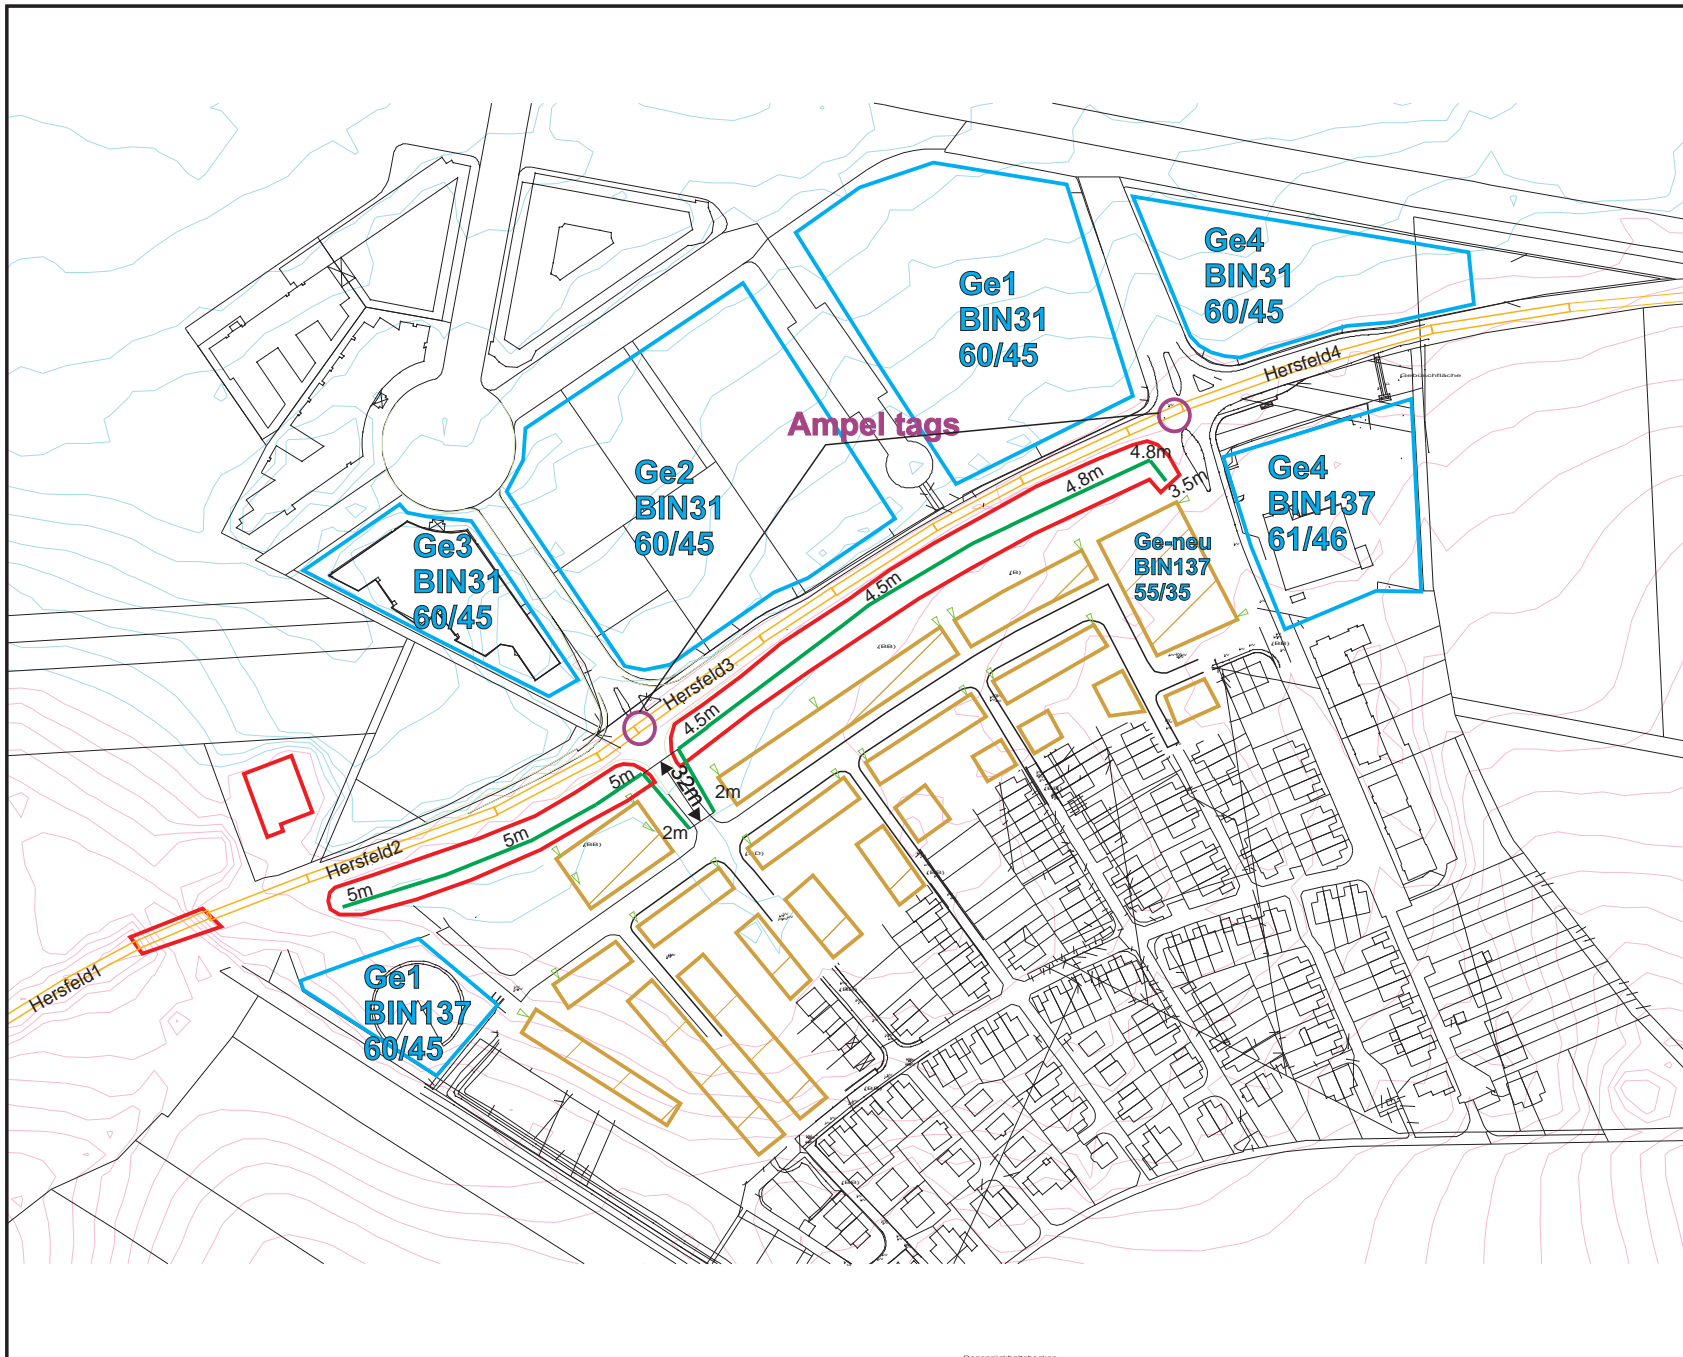 Ge4
BIN31
60/45
Ge1
BIN31
60/45
Hersfeld4
Gebüschfläche
Ampel tags
4.8m
4.8m
3.5m
Ge4
BIN137
61/46
Ge2
BIN31
60/45
Ge3
BIN31
60/45
Ge-neu
BIN137
55/35
4.5m
Hersfeld3
4.5m
5m
32m
2m
2m
5m
Hersfeld2
5m
Hersfeld1
Ge1
BIN137
60/45